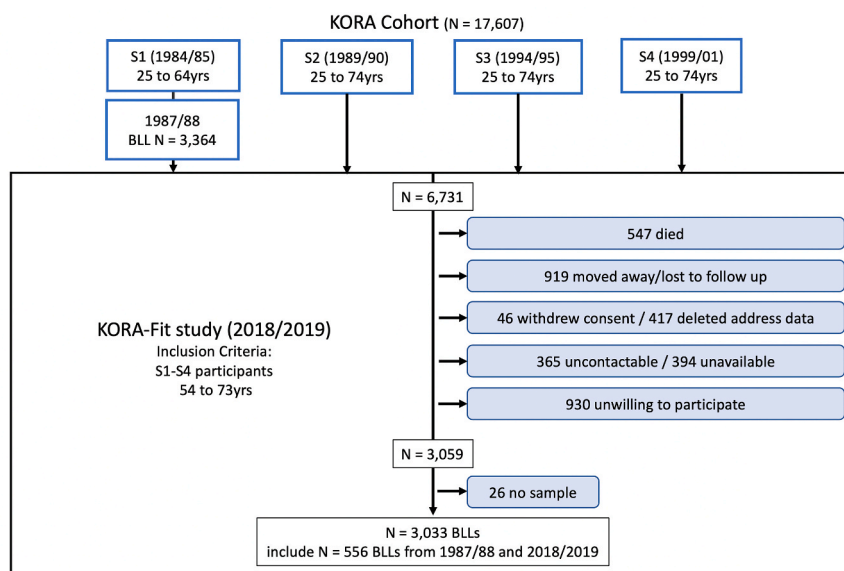 KORA Cohort (N = 17,607)
S1 (1984/85)
25 to 64yrs
S2 (1989/90)
25 to 74yrs
S3 (1994/95)
25 to 74yrs
S4 (1999/01)
25 to 74yrs
1987/88
BLL N = 3,364
N = 6,731
547 died
919 moved away/lost to follow up
46 withdrew consent / 417 deleted address data
365 uncontactable / 394 unavailable
930 unwilling to participate
KORA-Fit study (2018/2019)
Inclusion Criteria:
S1-S4 participants
54 to 73yrs
N = 3,059
26 no sample
N = 3,033 BLLs
include N = 556 BLLs from 1987/88 and 2018/2019